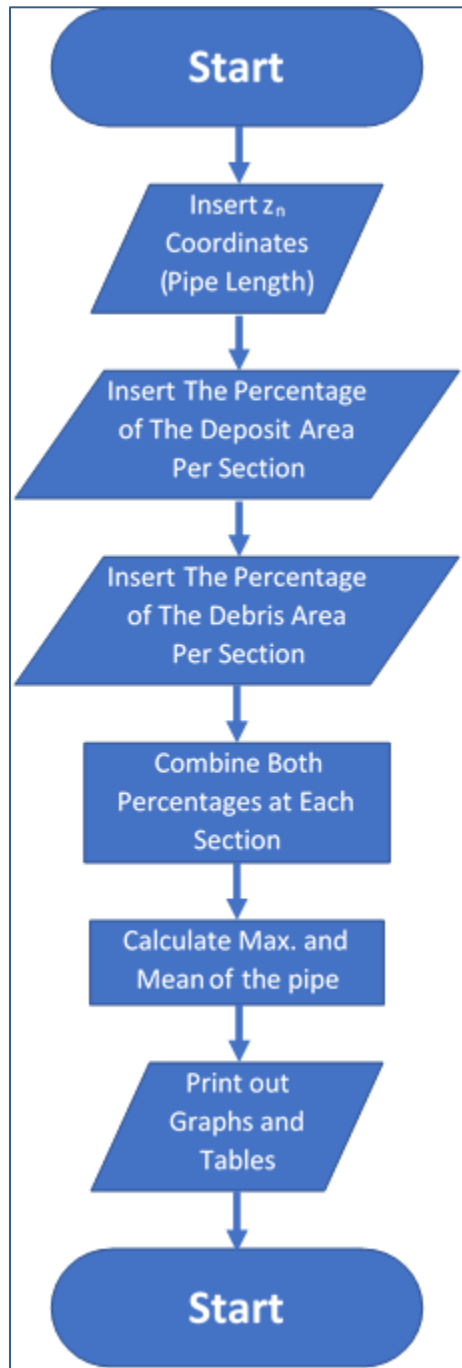 Start
Insert zₙ
Coordinates
(Pipe Length)
Insert The Percentage
of The Deposit Area
Per Section
Insert The Percentage
of The Debris Area
Per Section
Combine Both
Percentages at Each
Section
Calculate Max. and
Mean of the pipe
Print out
Graphs and
Tables
Start